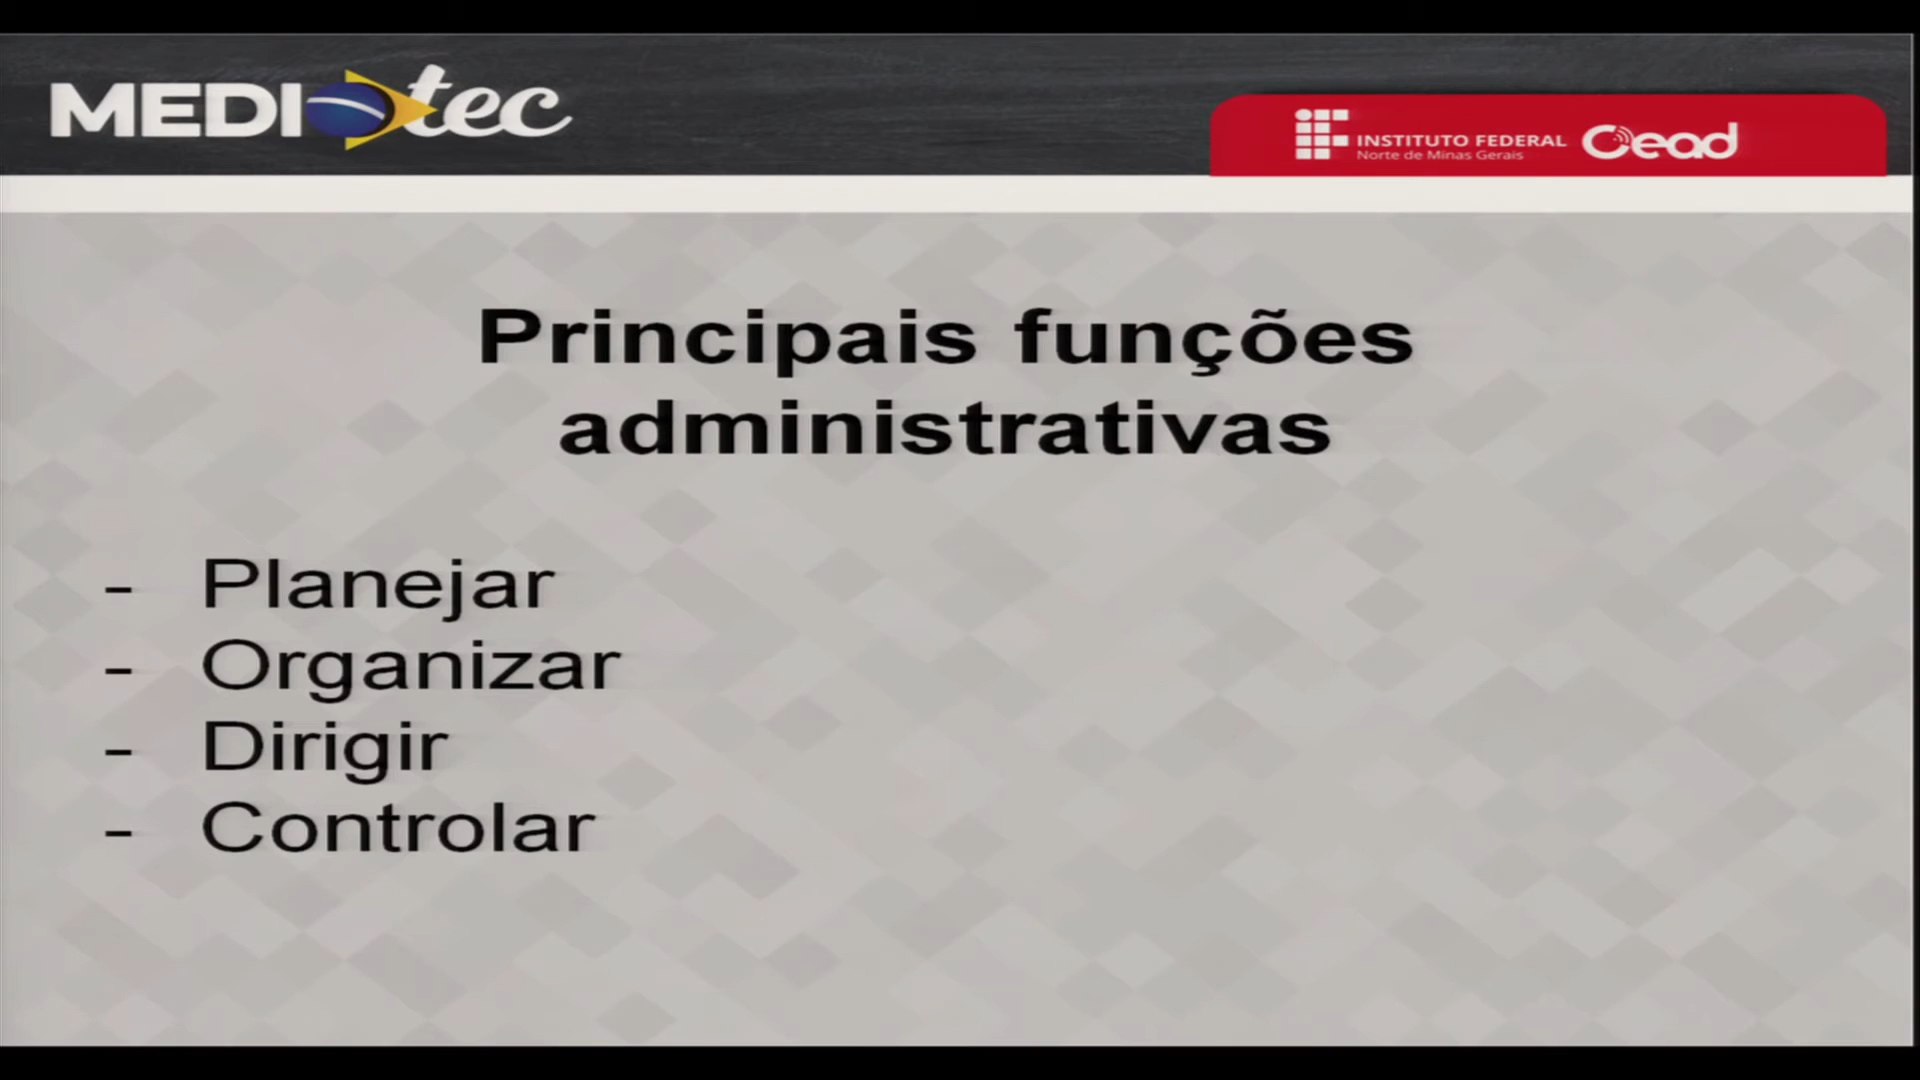 MEDIOtec
INSTITUTO FEDERAL
Norte de Minas Gerais
Cead
Principais funções
administrativas
- Planejar
- Organizar
- Dirigir
- Controlar